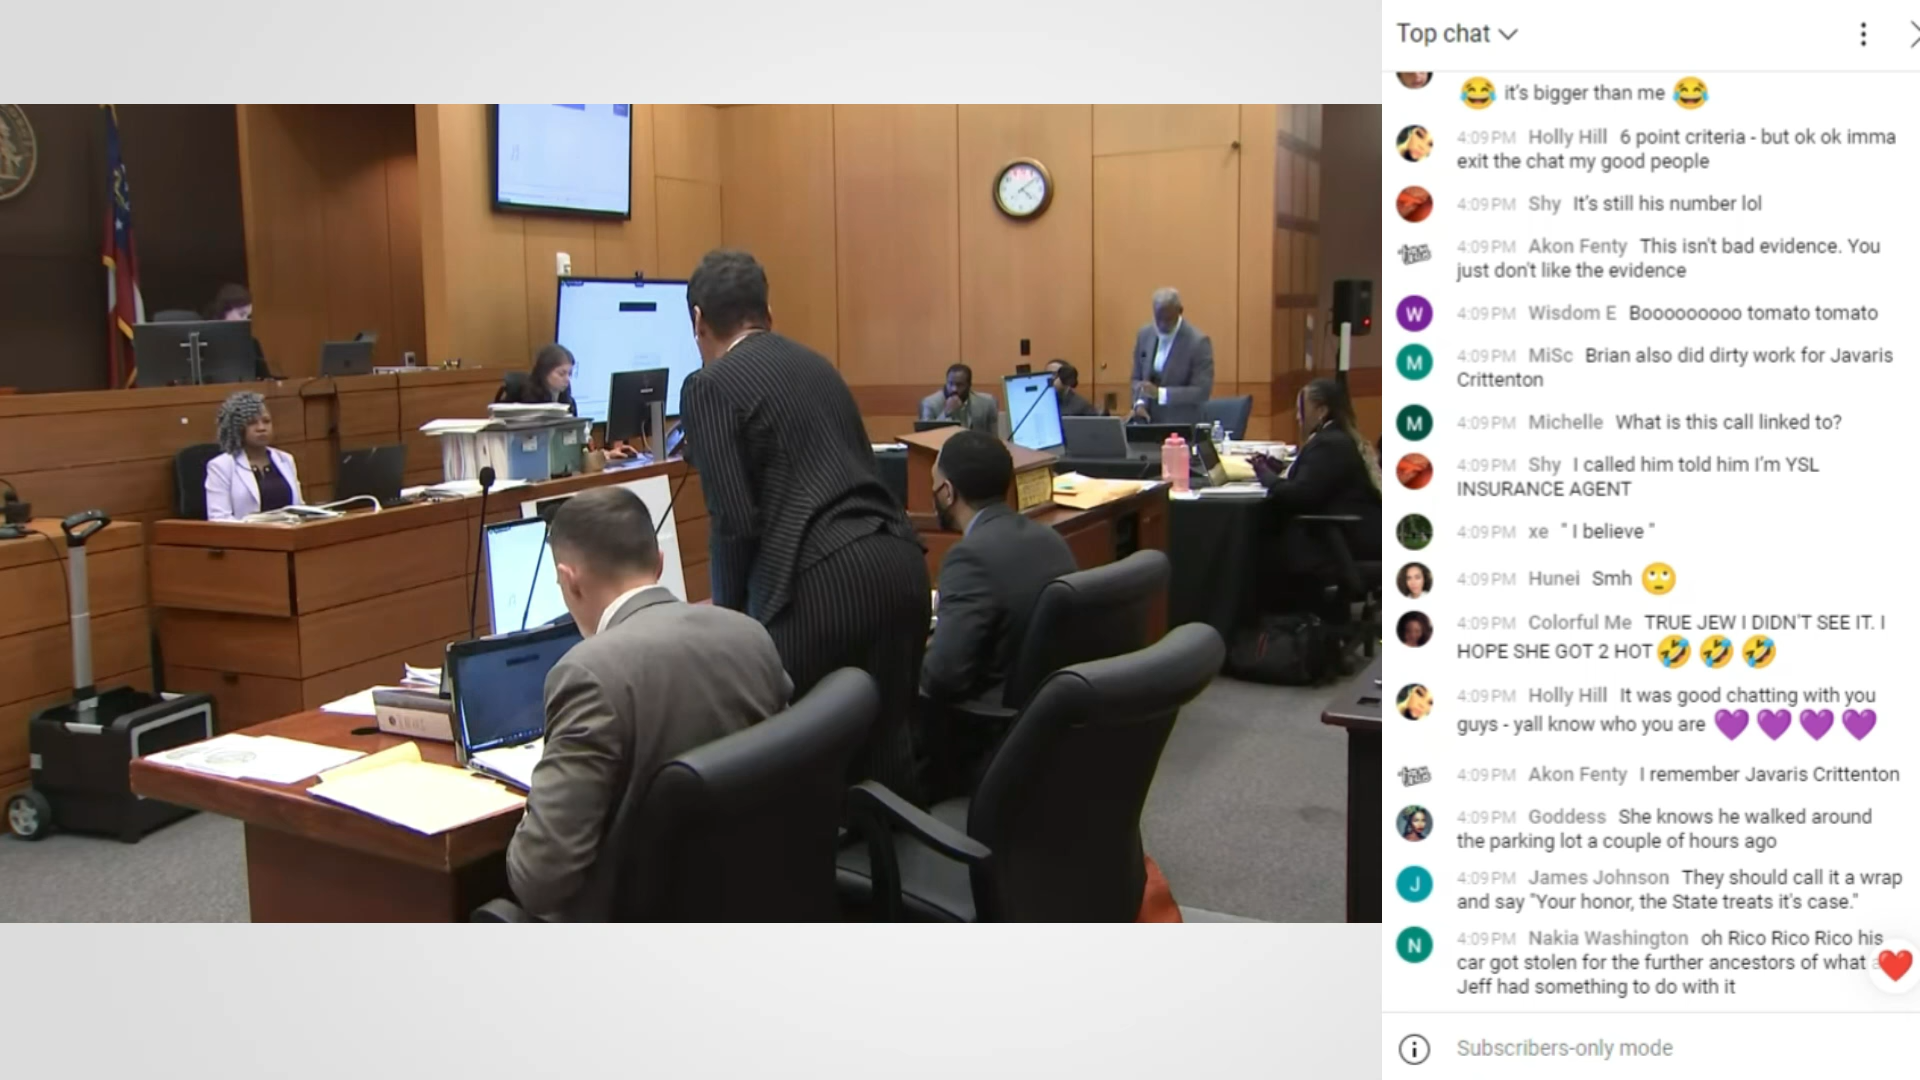 Top chat
😂 it's bigger than me 😂
4:09 PM Holly Hill 6 point criteria - but ok ok imma
exit the chat my good people
4:09 PM Shy It's still his number lol
4:09 PM Akon Fenty This isn't bad evidence. You
just don't like the evidence
W 4:09 PM Wisdom E Booooooooo tomato tomato
M 4:09 PM MiSc Brian also did dirty work for Javaris
Crittenton
M 4:09 PM Michelle What is this call linked to?
4:09 PM Shy I called him told him I'm YSL
INSURANCE AGENT
4:09 PM xe " I believe "
4:09 PM Hunei Smh 🙄
4:09 PM Colorful Me TRUE JEW I DIDN'T SEE IT. I
HOPE SHE GOT 2 HOT 🤣 🤣 🤣
4:09 PM Holly Hill It was good chatting with you
guys - yall know who you are 💜 💜 💜 💜
4:09 PM Akon Fenty I remember Javaris Crittenton
4:09 PM Goddess She knows he walked around
the parking lot a couple of hours ago
J 4:09 PM James Johnson They should call it a wrap
and say "Your honor, the State treats it's case."
N 4:09 PM Nakia Washington oh Rico Rico Rico his
car got stolen for the further ancestors of what
Jeff had something to do with it
Subscribers-only mode